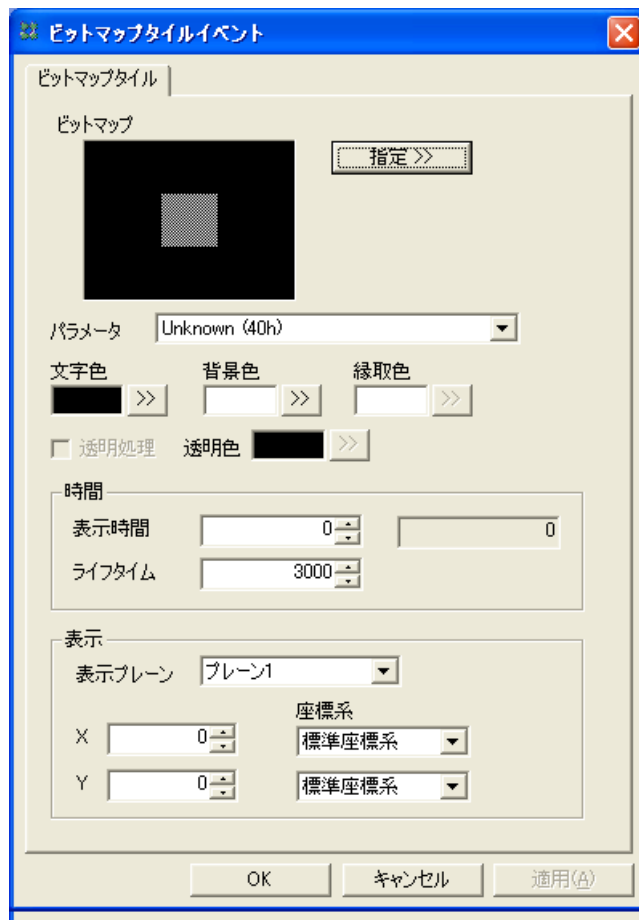 ビットマップタイルイベント
ビットマップタイル
ビットマップ
指定 >>
パラメータ Unknown (40h)
文字色 背景色 縁取色
>> >> >>
透明処理 透明色 >>
時間
表示時間 0 0
ライフタイム 3000
表示
表示プレーン プレーン1
座標系
X 0 標準座標系
Y 0 標準座標系
OK キャンセル 適用(A)